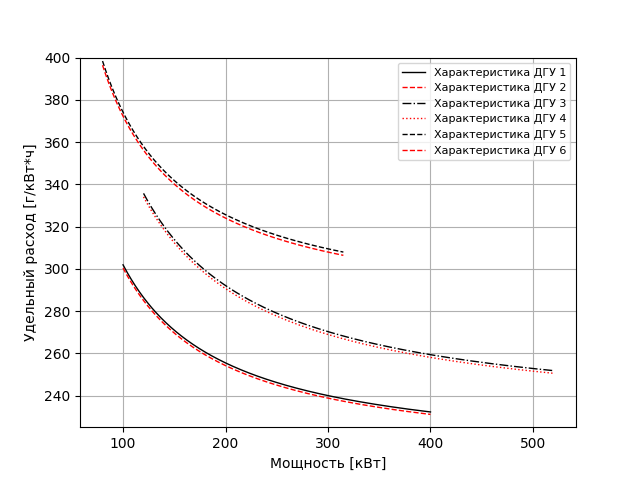 400
380
360
340
320
300
280
260
240
Удельный расход [г/кВт*ч]
Характеристика ДГУ 1
Характеристика ДГУ 2
Характеристика ДГУ 3
Характеристика ДГУ 4
Характеристика ДГУ 5
Характеристика ДГУ 6
100 200 300 400 500
Мощность [кВт]